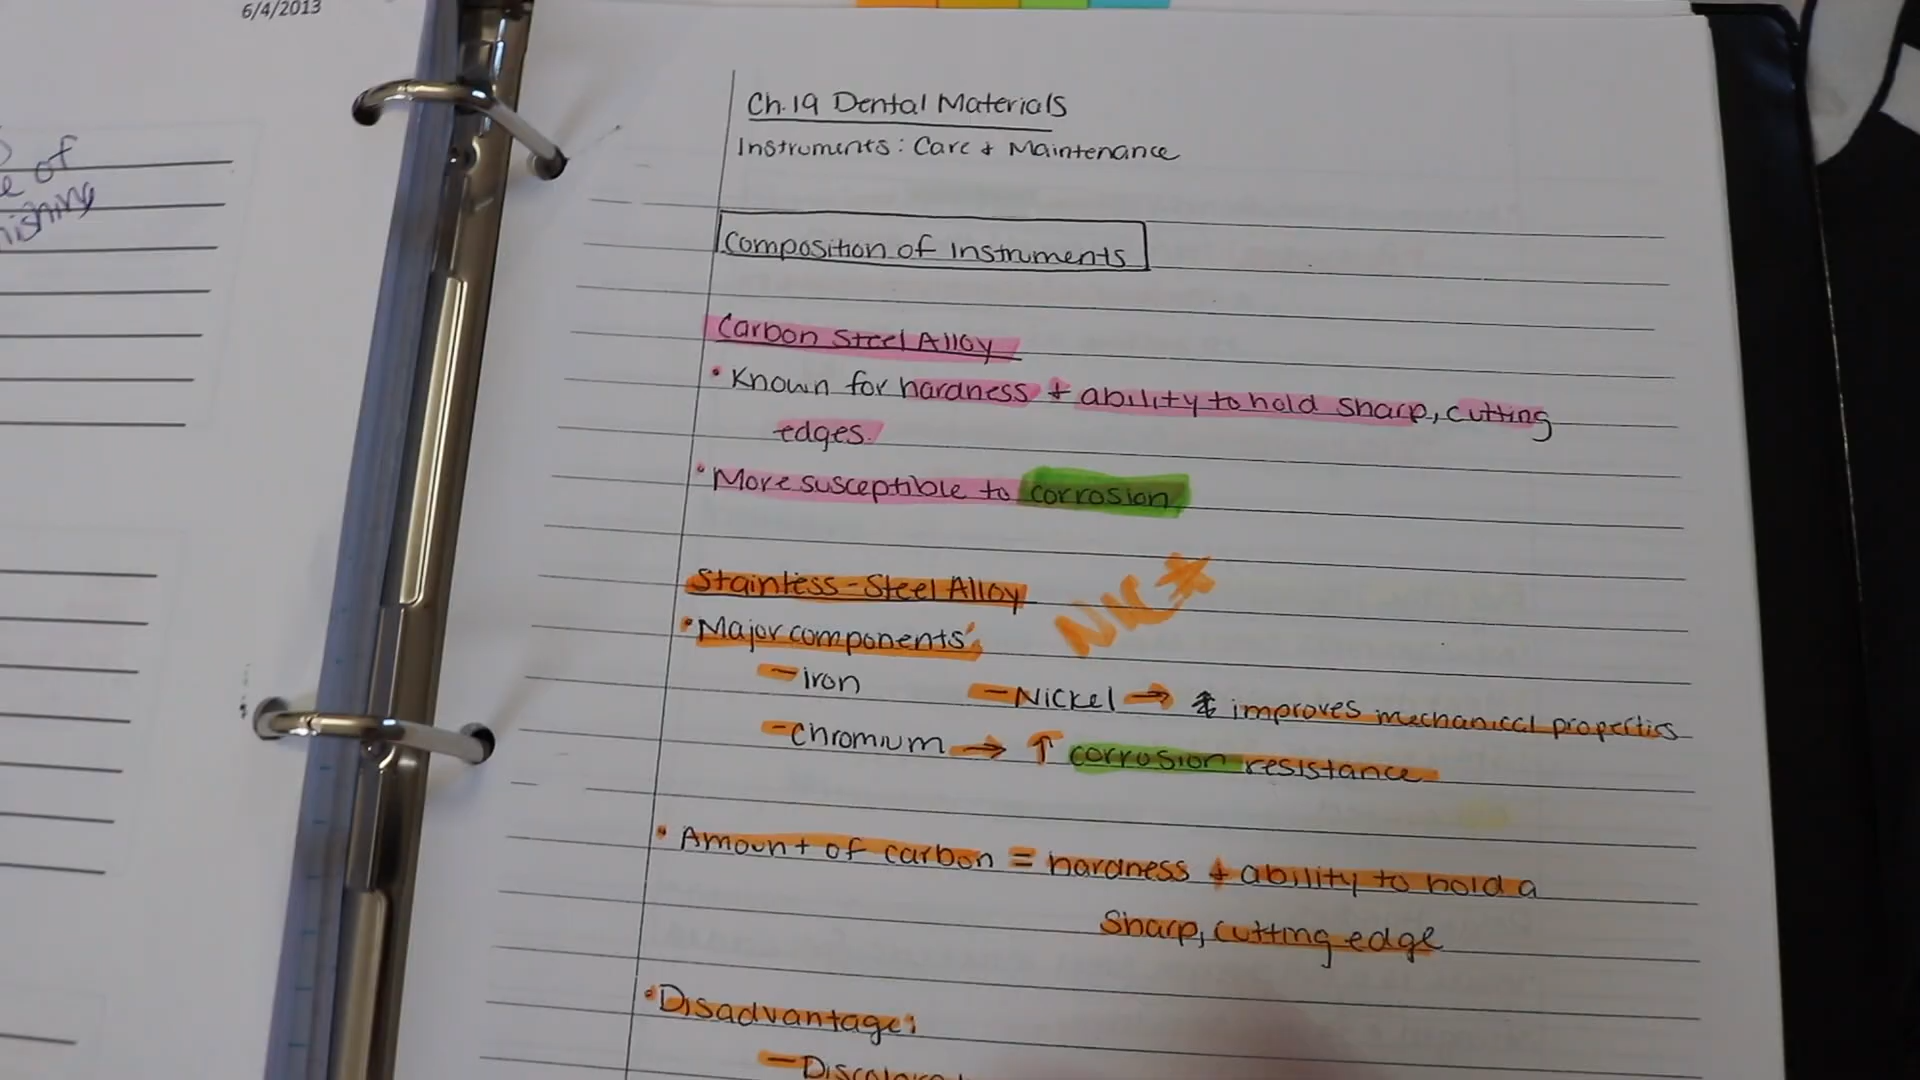 6/4/2013
e of
Ch.19 Dental Materials
Instruments: Care + Maintenance
Composition of Instruments
Carbon Steel Alloy
• Known for hardness + ability to hold sharp, cutting
edges.
• More susceptible to corrosion
Stainless-Steel Alloy
NIC*
• Major components:
- iron - Nickel → improves mechanical properties
- chromium → ↑ corrosion resistance
• Amount of carbon = hardness + ability to hold a
sharp, cutting edge
• Disadvantage: